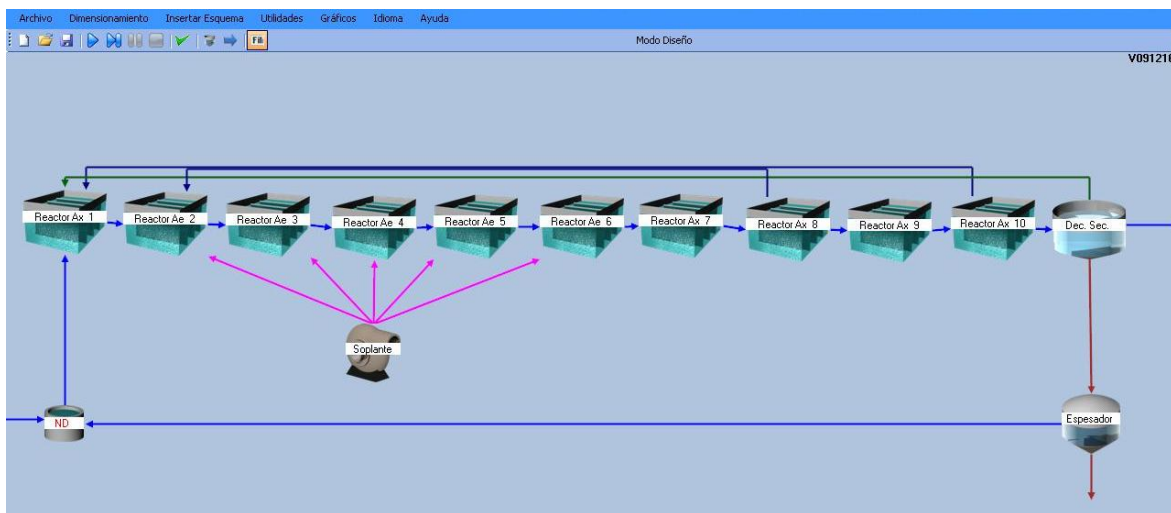 Archivo Dimensionamiento Insertar Esquema Utilidades Gráficos Idioma Ayuda
Fiti Modo Diseño
V091216
Reactor Ax 1 Reactor Ae 2 Reactor Ae 3 Reactor Ae 4 Reactor Ae 5 Reactor Ae 6 Reactor Ax 7 Reactor Ax 8 Reactor Ax 9 Reactor Ax 10 Dec. Sec.
Soplante
ND Espesador